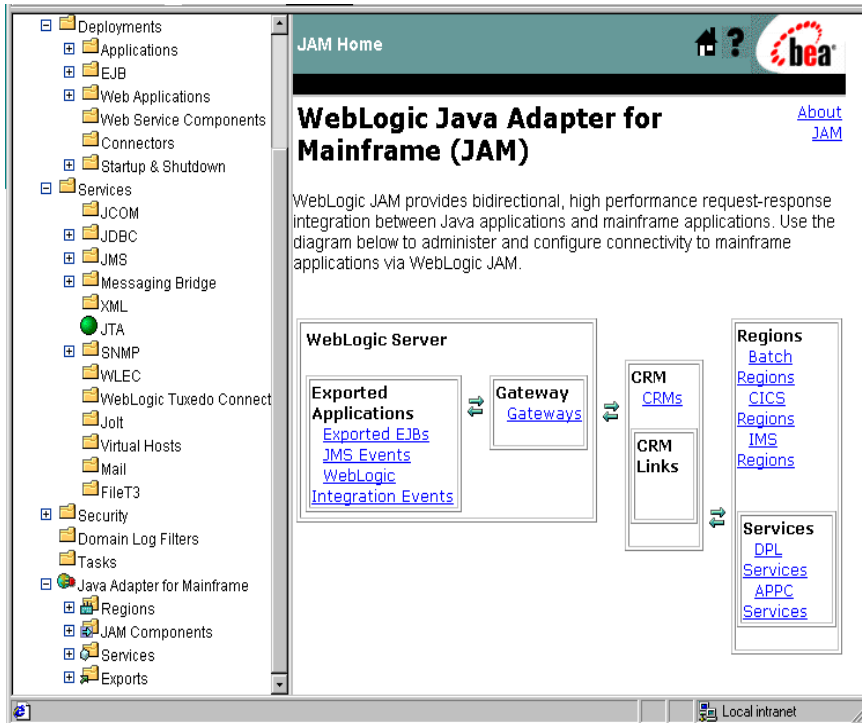 Deployments
Applications
EJB
Web Applications
Web Service Components
Connectors
Startup & Shutdown
Services
JCOM
JDBC
JMS
Messaging Bridge
XML
JTA
SNMP
WLEC
WebLogic Tuxedo Connect
Jolt
Virtual Hosts
Mail
FileT3
Security
Domain Log Filters
Tasks
Java Adapter for Mainframe
Regions
JAM Components
Services
Exports
JAM Home
?
bea
WebLogic Java Adapter for
Mainframe (JAM)
About
JAM
WebLogic JAM provides bidirectional, high performance request-response
integration between Java applications and mainframe applications. Use the
diagram below to administer and configure connectivity to mainframe
applications via WebLogic JAM.
WebLogic Server
Exported
Applications
Exported EJBs
JMS Events
WebLogic
Integration Events
Gateway
Gateways
CRM
CRMs
CRM
Links
Regions
Batch
Regions
CICS
Regions
IMS
Regions
Services
DPL
Services
APPC
Services
Local intranet